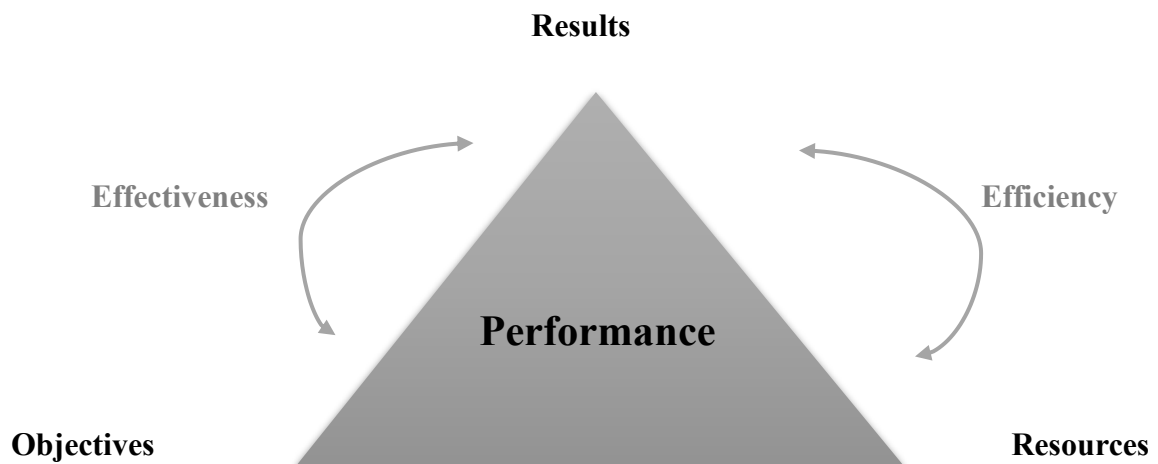 Results
Effectiveness
Efficiency
Performance
Objectives
Resources